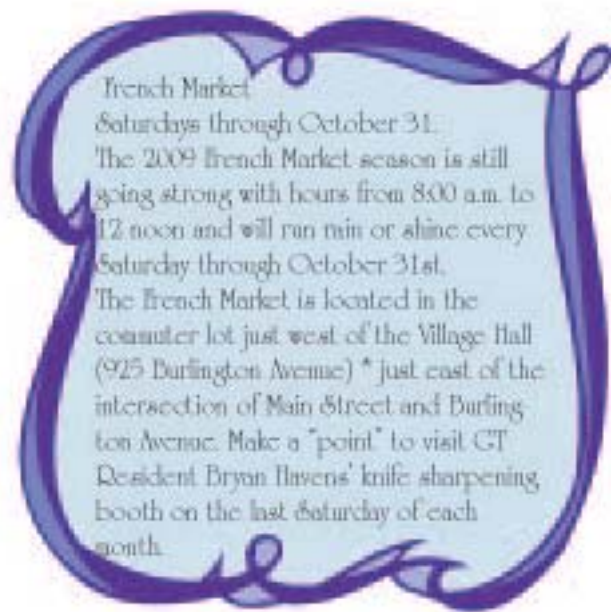 French Market
Saturdays through October 31.
The 2009 French Market season is still
going strong with hours from 8:00 a.m. to
12 noon and will run rain or shine every
Saturday through October 31st.
The French Market is located in the
commuter lot just west of the Village Hall
(925 Burlington Avenue) * just east of the
intersection of Main Street and Burling-
ton Avenue. Make a "point" to visit GT
Resident Bryan Havens' knife sharpening
booth on the last Saturday of each
month.